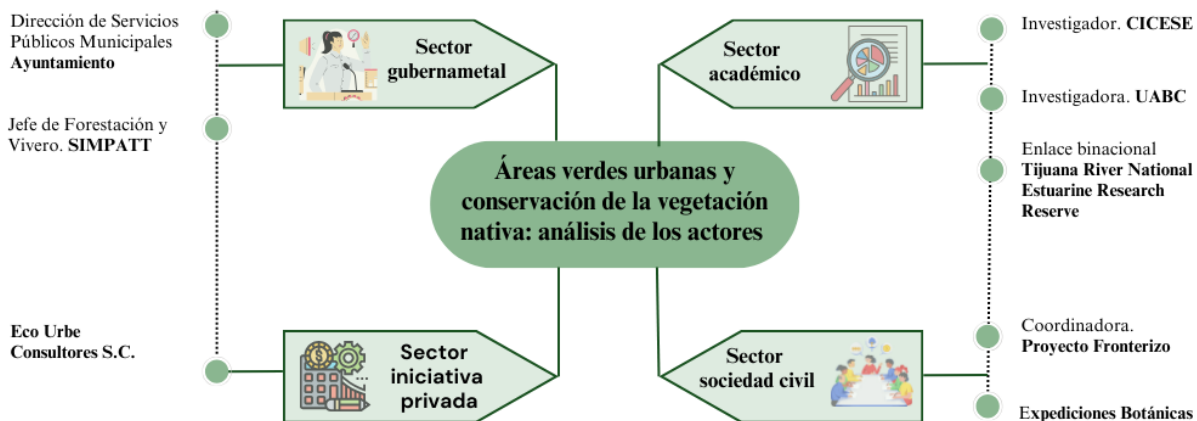 Dirección de Servicios
Públicos Municipales
Ayuntamiento
Jefe de Forestación y
Vivero. SIMPATT
Eco Urbe
Consultores S.C.
Sector
gubernametal
Sector
académico
Áreas verdes urbanas y
conservación de la vegetación
nativa: análisis de los actores
Sector
iniciativa
privada
Sector
sociedad civil
Investigador. CICESE
Investigadora. UABC
Enlace binacional
Tijuana River National
Estuarine Research
Reserve
Coordinadora.
Proyecto Fronterizo
Expediciones Botánicas